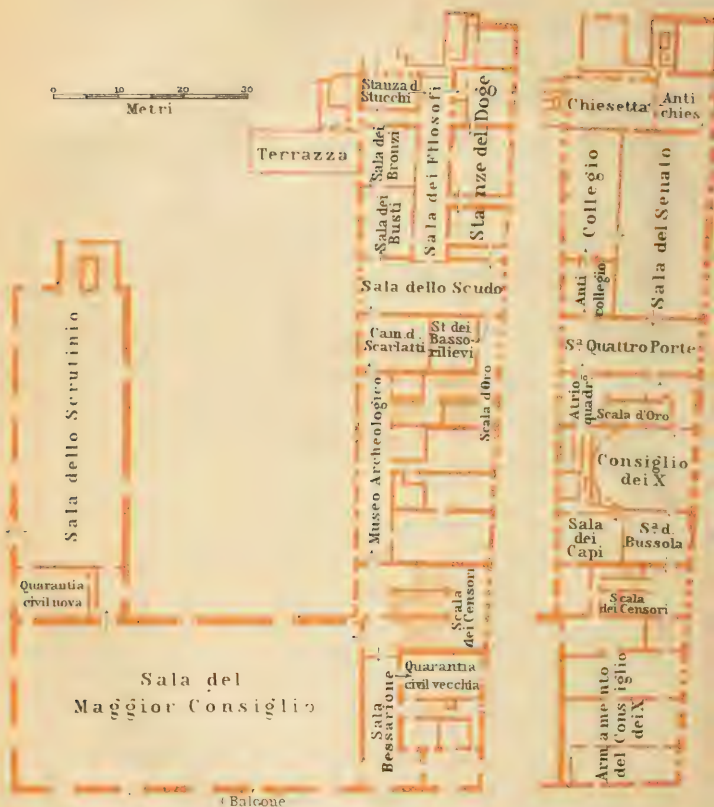 0 10 20 30
Metri
Stanza d.
Stucchi
Terrazza
Sala dei
Bronzi
Sala dei
Busti
Sala dei Filosofi
Stanze del Doge
Sala dello Scudo
Cam. d.
Scarlatti
St. dei
Basso-
rilievi
Museo Archeologico
Scala d'Oro
Scala
dei Censori
Sala dello Scrutinio
Quarantia
civil nova
Sala del
Maggior Consiglio
Sala
Bessarione
Quarantia
civil vecchia
Balcone
Chiesetta
Anti
chies
Collegio
Sala del Senato
Anti
collegio
Sª Quattro Porte
Atrio
quadro
Scala d'Oro
Consiglio
dei X
Sala
dei
Capi
Sª d.
Bussola
Scala
dei Censori
Armamento
del Consiglio
dei X